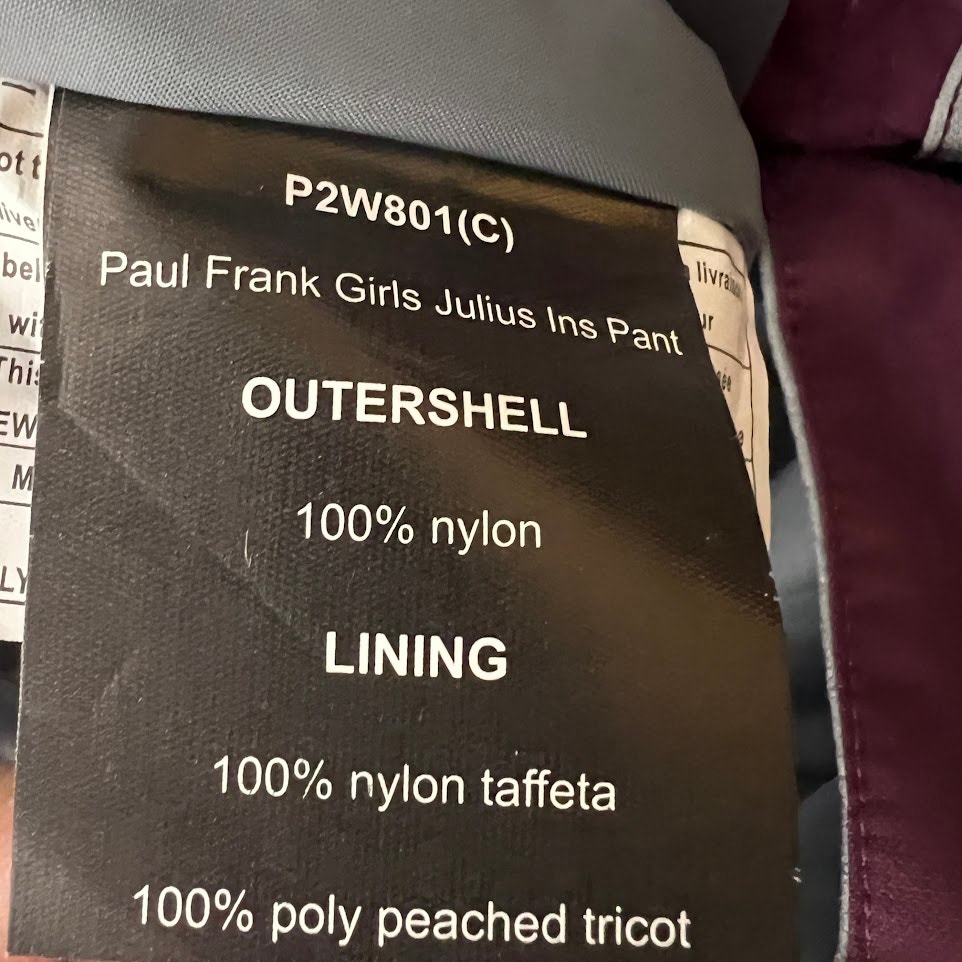 P2W801(C)
Paul Frank Girls Julius Ins Pant
OUTERSHELL
100% nylon
LINING
100% nylon taffeta
100% poly peached tricot